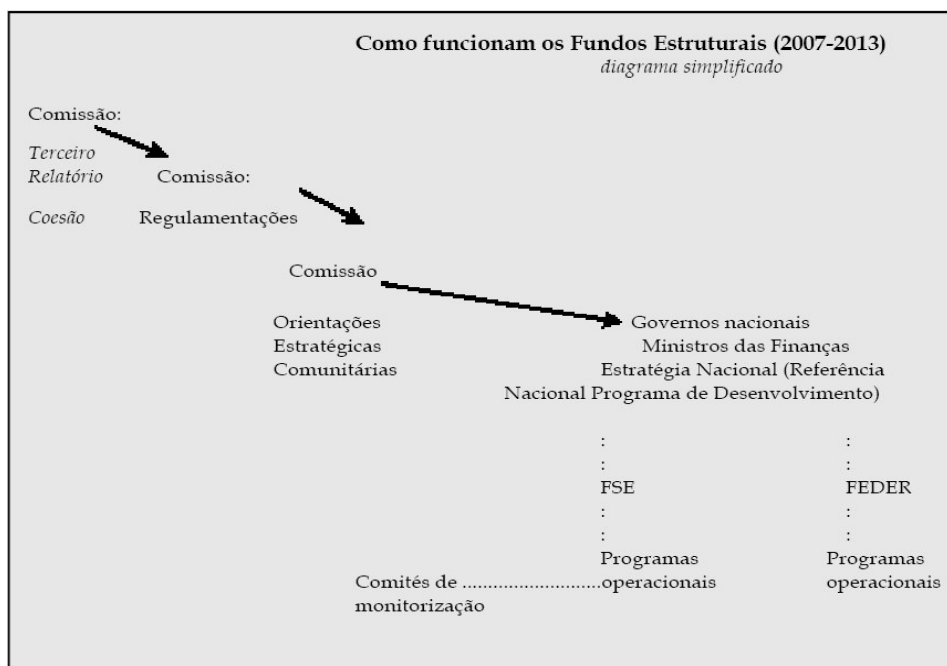 Como funcionam os Fundos Estruturais (2007-2013)
diagrama simplificado
Comissão:
Terceiro
Relatório Comissão:
Coesão Regulamentações
Comissão
Orientações Governos nacionais
Estratégicas Ministros das Finanças
Comunitárias Estratégia Nacional (Referência
Nacional Programa de Desenvolvimento)
: :
: :
FSE FEDER
: :
: :
Programas Programas
Comités de ............................operacionais operacionais
monitorização